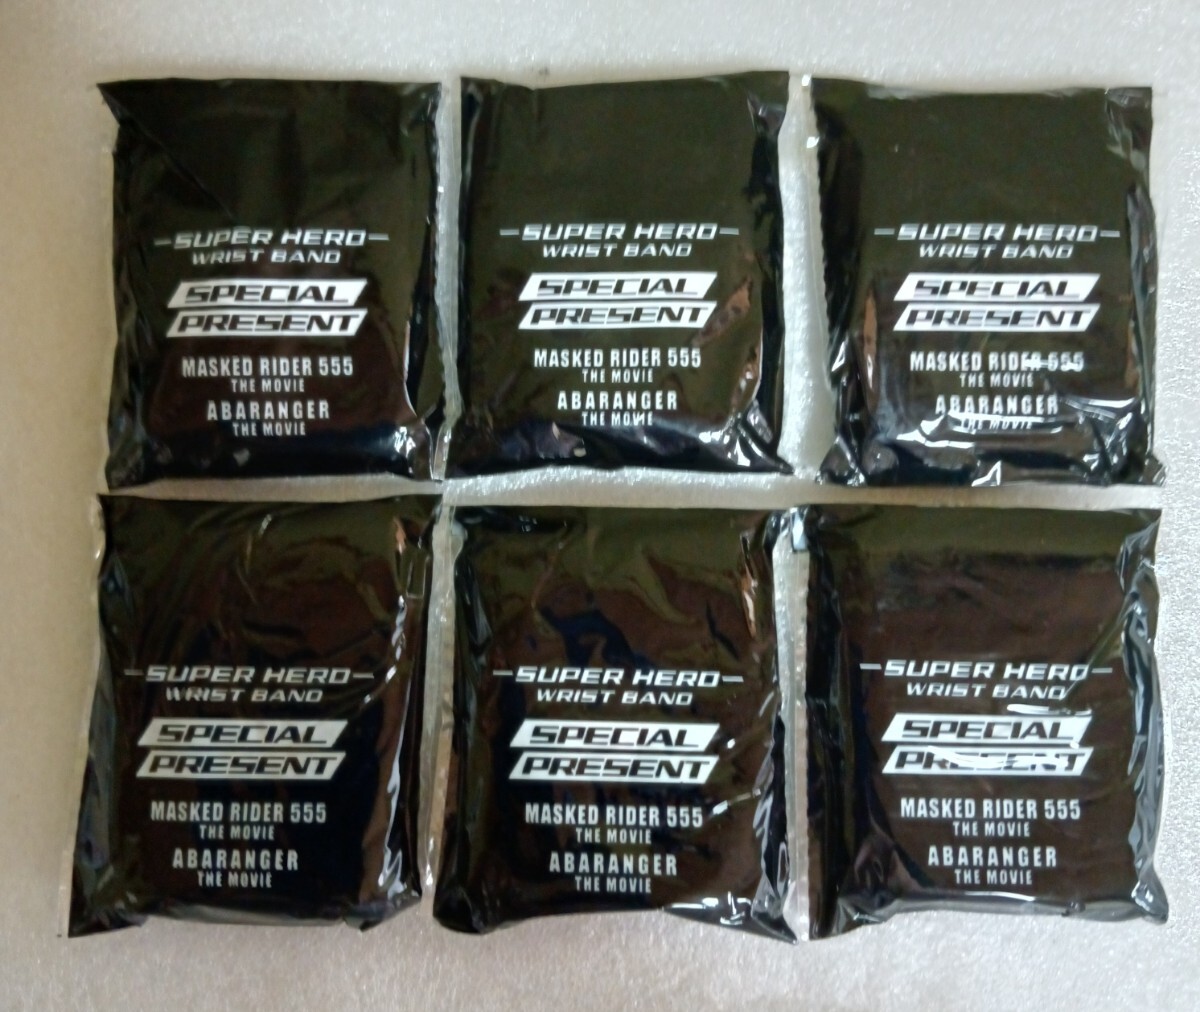 SUPER HERO
WRIST BAND
SPECIAL
PRESENT
MASKED RIDER 555
THE MOVIE
ABARANGER
THE MOVIE
SUPER HERO
WRIST BAND
SPECIAL
PRESENT
MASKED RIDER 555
THE MOVIE
ABARANGER
THE MOVIE
SUPER HERO
WRIST BAND
SPECIAL
PRESENT
MASKED RIDER 555
THE MOVIE
ABARANGER
THE MOVIE
SUPER HERO
WRIST BAND
SPECIAL
PRESENT
MASKED RIDER 555
THE MOVIE
ABARANGER
THE MOVIE
SUPER HERO
WRIST BAND
SPECIAL
PRESENT
MASKED RIDER 555
THE MOVIE
ABARANGER
THE MOVIE
SUPER HERO
WRIST BAND
SPECIAL
PRESENT
MASKED RIDER 555
THE MOVIE
ABARANGER
THE MOVIE